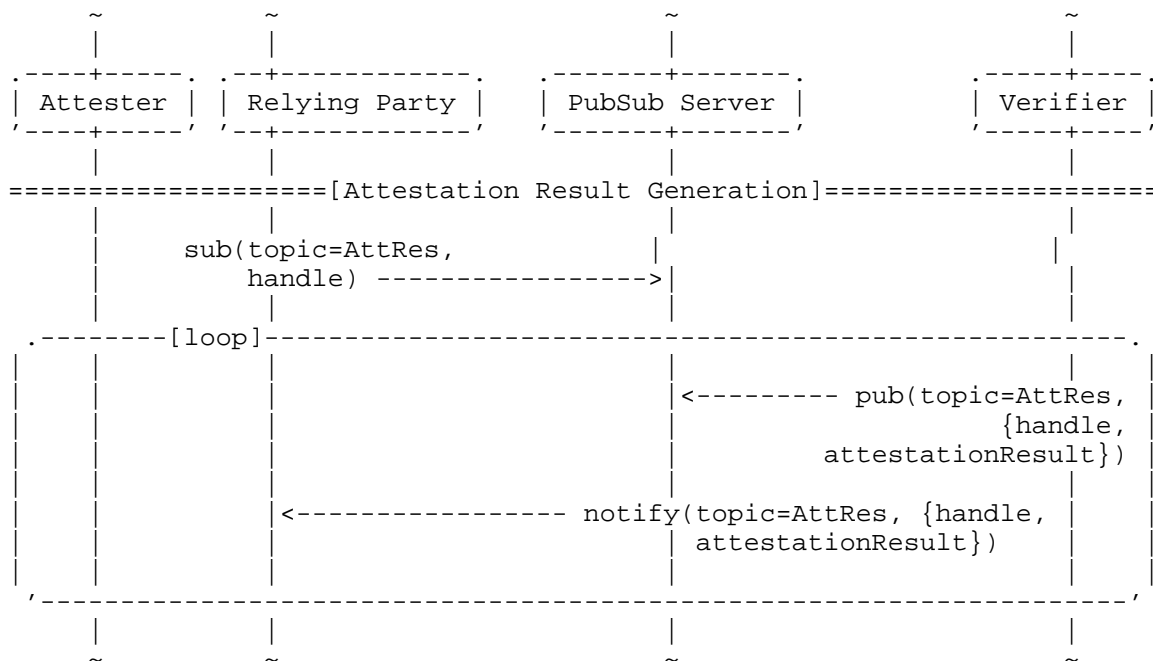 Attester Relying Party PubSub Server Verifier
[Attestation Result Generation]
sub(topic=AttRes,
handle)
[loop]
pub(topic=AttRes,
{handle,
attestationResult})
notify(topic=AttRes, {handle,
attestationResult})